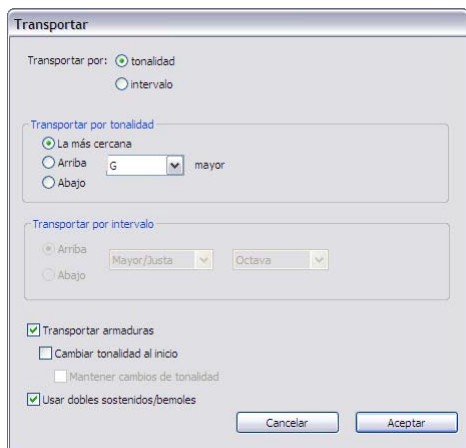 Transportar
Transportar por: tonalidad
intervalo
Transportar por tonalidad
La más cercana
Arriba G mayor
Abajo
Transportar por intervalo
Arriba
Mayor/Justa Octava
Abajo
Transportar armaduras
Cambiar tonalidad al inicio
Mantener cambios de tonalidad
Usar dobles sostenidos/bemoles
Cancelar Aceptar